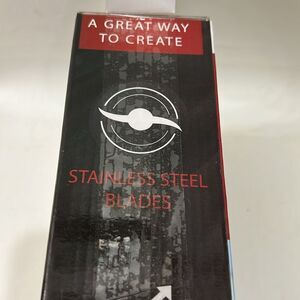 A GREAT WAY
TO CREATE
STAINLESS STEEL
BLADES